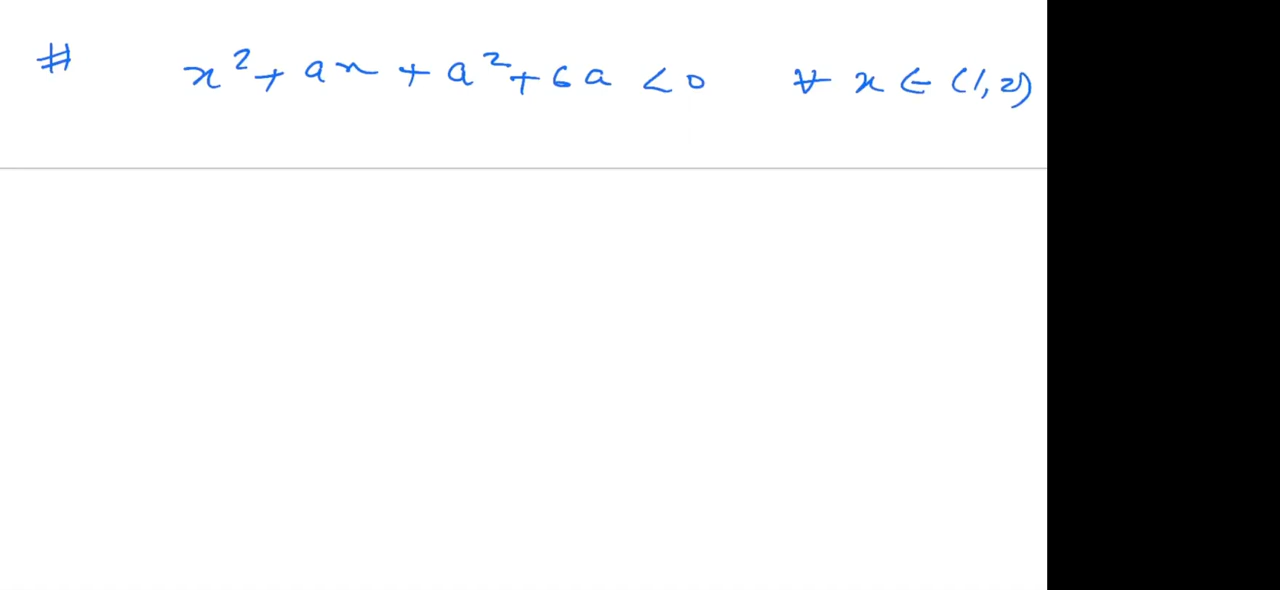 # x² + ax + a² + 6a < 0 ∀ x ∈ (1, 2)